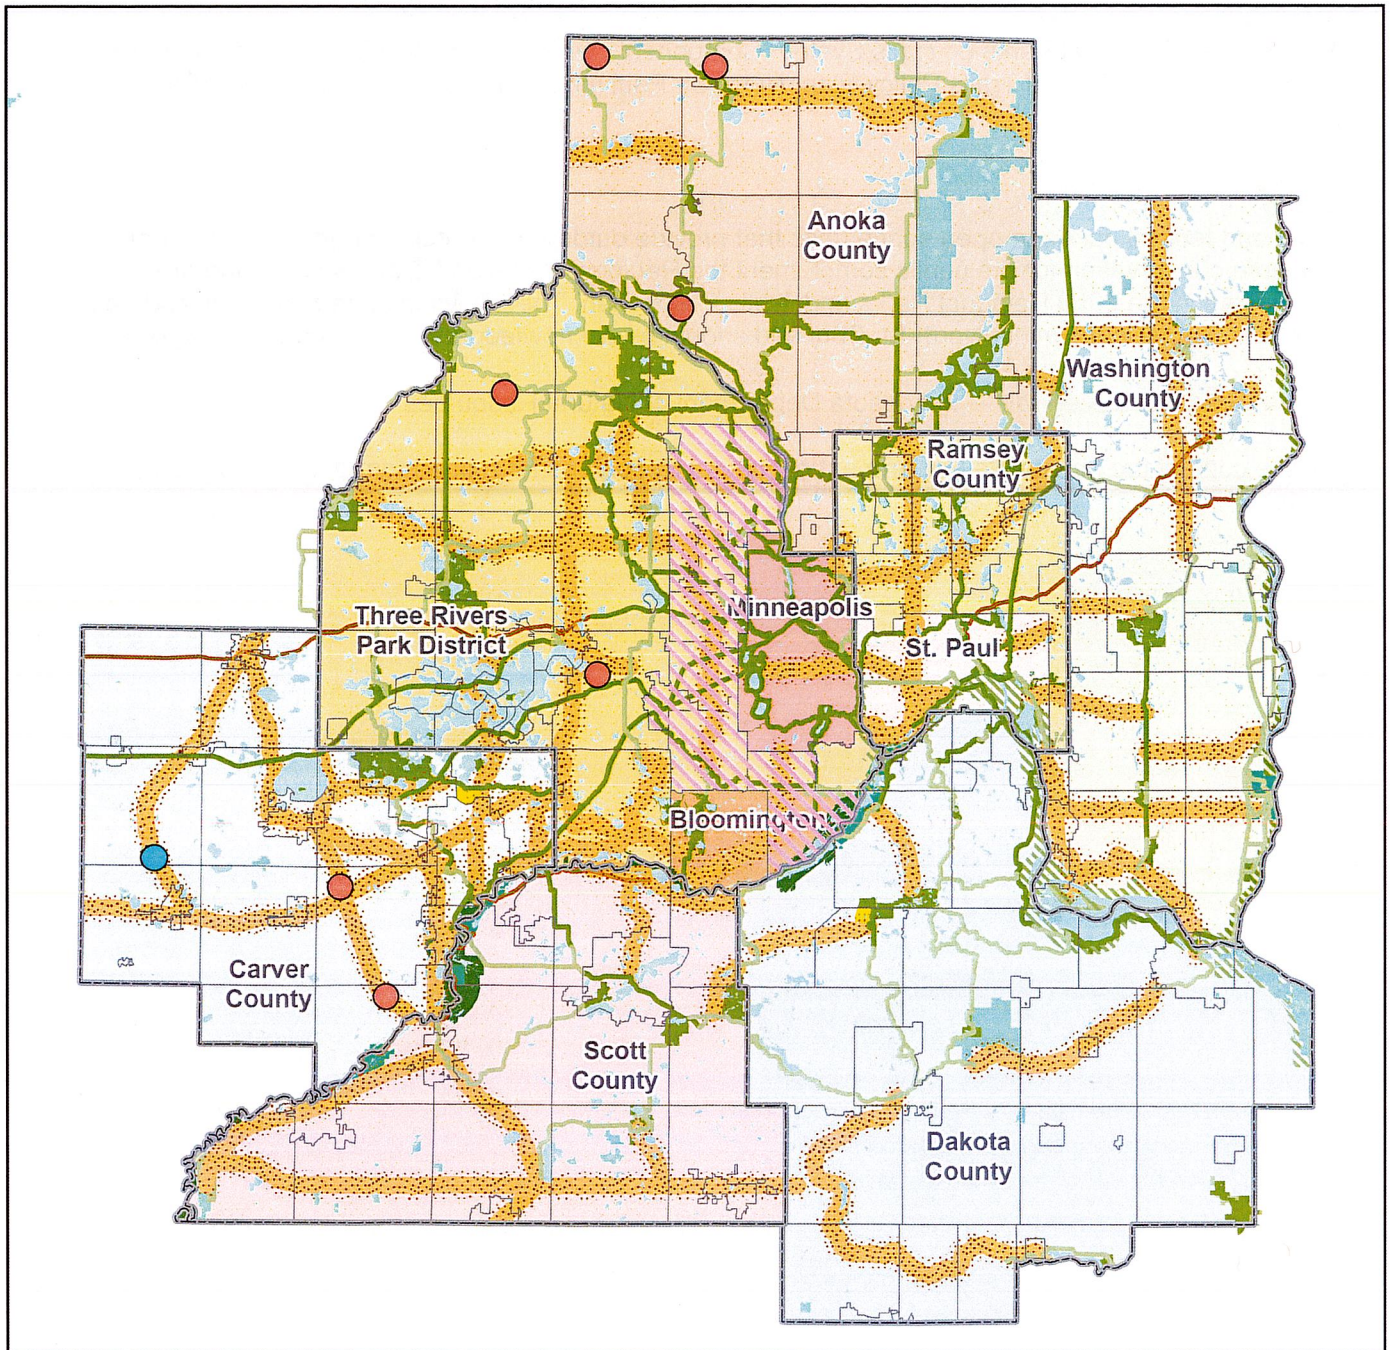 Anoka
County
Washington
County
Ramsey
County
Three Rivers
Park District
Minneapolis
St. Paul
Bloomington
Carver
County
Scott
County
Dakota
County